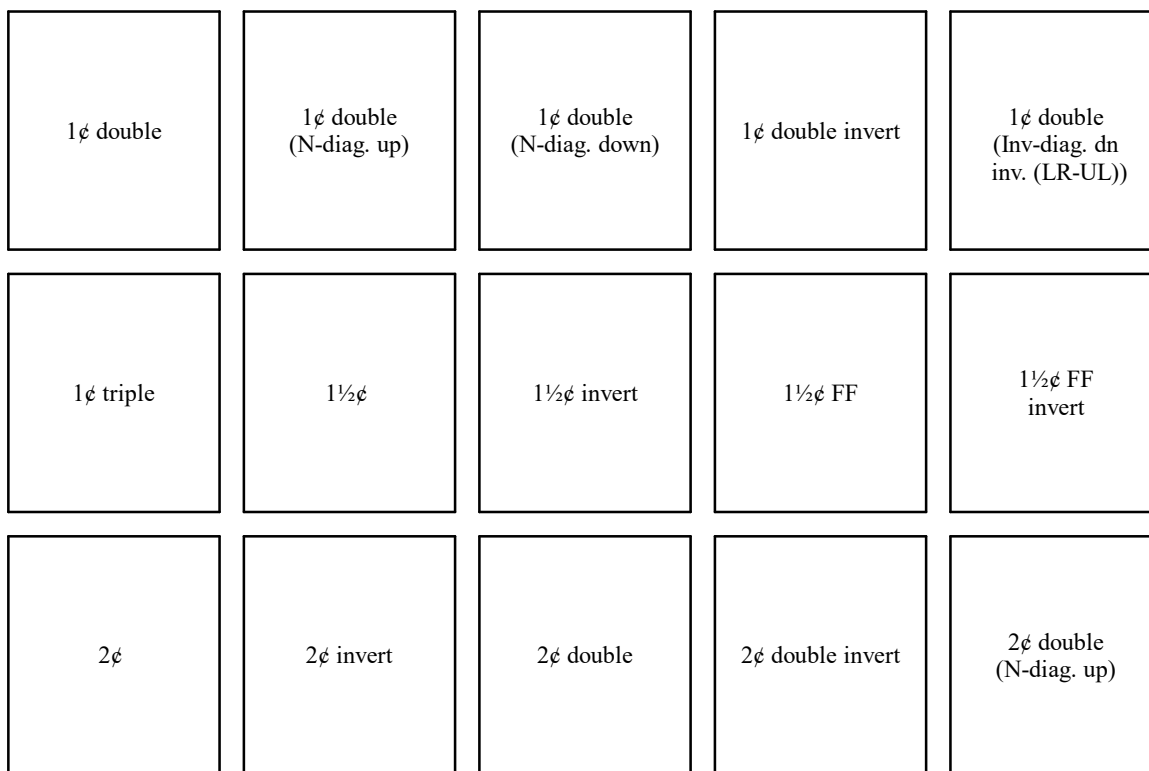 1¢ double
1¢ double
(N-diag. up)
1¢ double
(N-diag. down)
1¢ double invert
1¢ double
(Inv-diag. dn
inv. (LR-UL))
1¢ triple
1½¢
1½¢ invert
1½¢ FF
1½¢ FF
invert
2¢
2¢ invert
2¢ double
2¢ double invert
2¢ double
(N-diag. up)